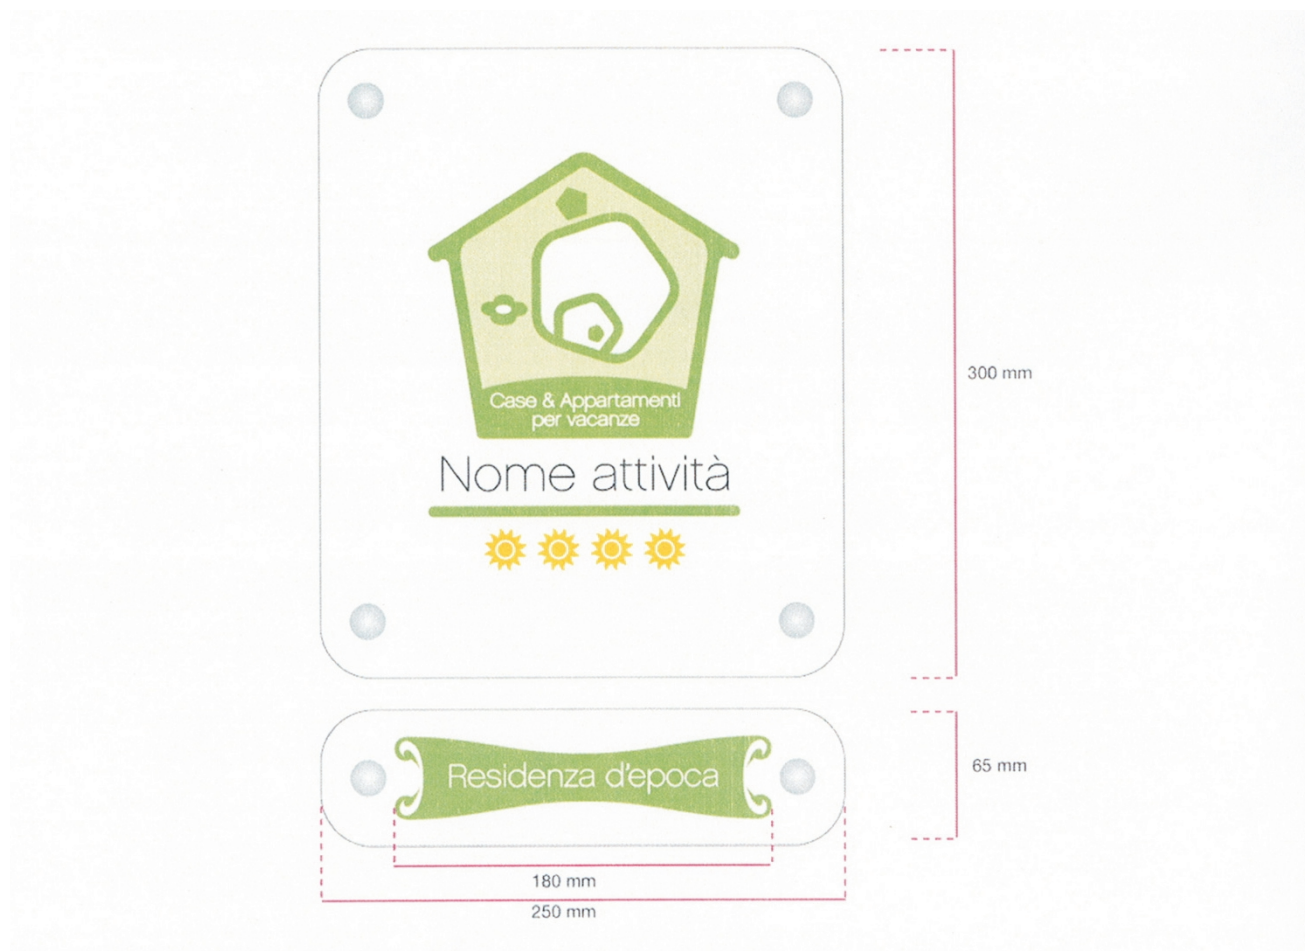 300 mm
Case & Appartamenti
per vacanze
Nome attività
65 mm
Residenza d'epoca
180 mm
250 mm